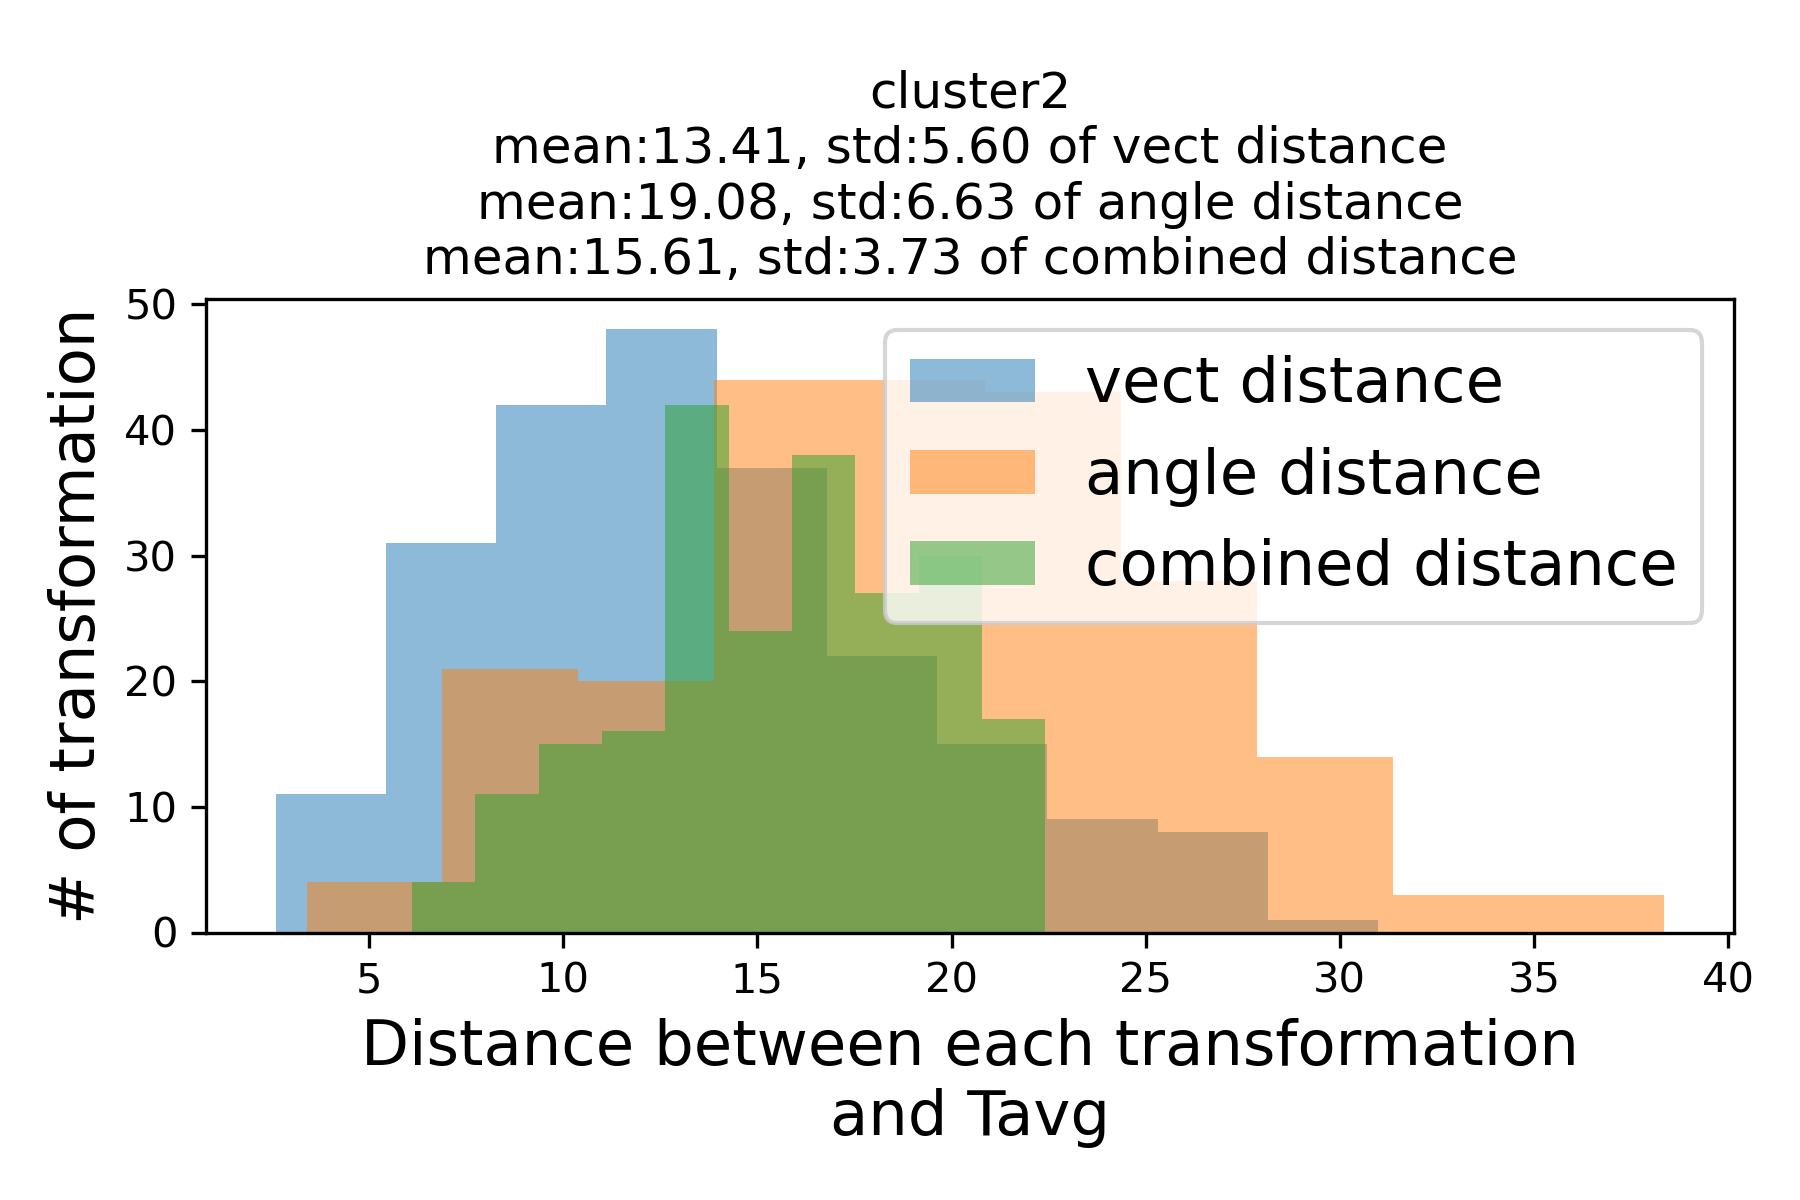 cluster2
mean:13.41, std:5.60 of vect distance
mean:19.08, std:6.63 of angle distance
mean:15.61, std:3.73 of combined distance
# of transformation
50
40
30
20
10
0
vect distance
angle distance
combined distance
5 10 15 20 25 30 35 40
Distance between each transformation
and Tavg